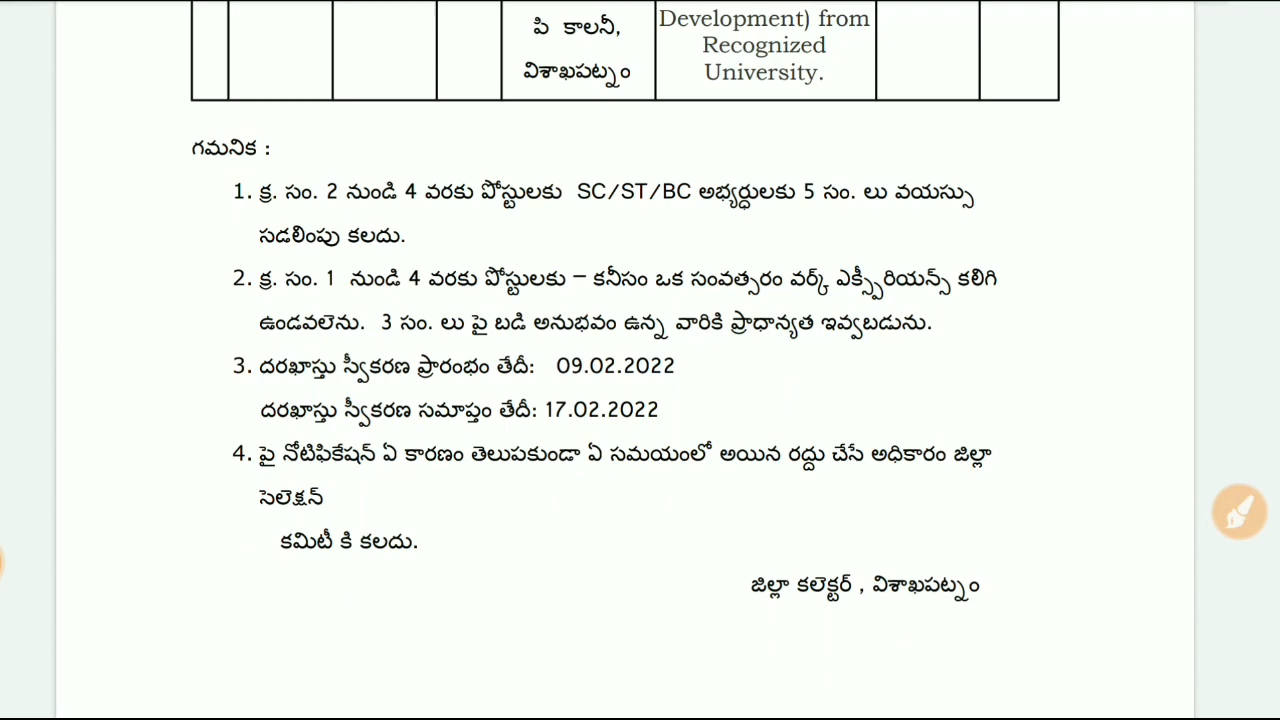 పి కాలనీ,
విశాఖపట్నం
Development) from
Recognized
University.
గమనిక :
1. క్ర. సం. 2 నుండి 4 వరకు పోస్టులకు SC/ST/BC అభ్యర్థులకు 5 సం. లు వయస్సు
సడలింపు కలదు.
2. క్ర. సం. 1 నుండి 4 వరకు పోస్టులకు – కనీసం ఒక సంవత్సరం వర్క్ ఎక్స్పీరియన్స్ కలిగి
ఉండవలెను. 3 సం. లు పై బడి అనుభవం ఉన్న వారికి ప్రాధాన్యత ఇవ్వబడును.
3. దరఖాస్తు స్వీకరణ ప్రారంభం తేదీ: 09.02.2022
దరఖాస్తు స్వీకరణ సమాప్తం తేదీ: 17.02.2022
4. పై నోటిఫికేషన్ ఏ కారణం తెలుపకుండా ఏ సమయంలో అయిన రద్దు చేసే అధికారం జిల్లా
సెలెక్షన్
కమిటీ కి కలదు.
జిల్లా కలెక్టర్ , విశాఖపట్నం